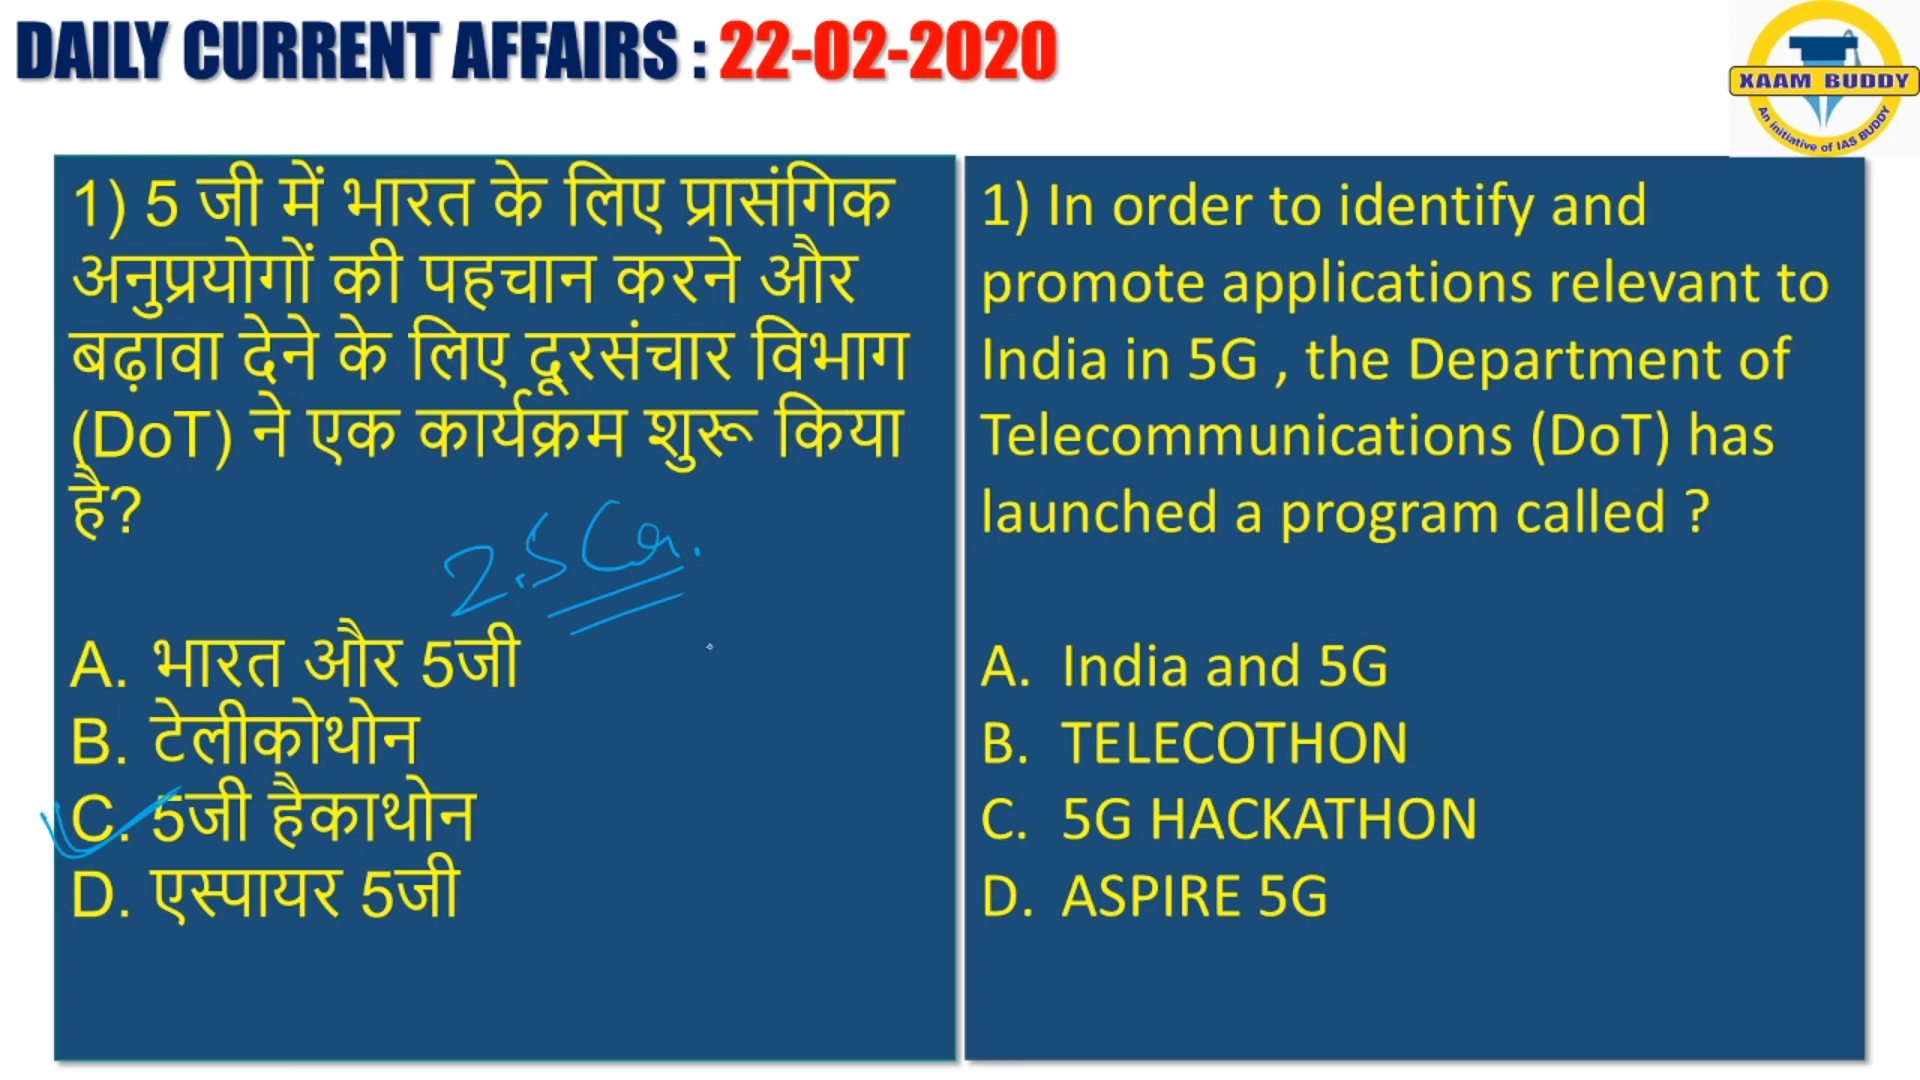 DAILY CURRENT AFFAIRS : 22-02-2020
XAAM BUDDY
An initiative of IAS BUDDY
1) 5 जी में भारत के लिए प्रासंगिक
अनुप्रयोगों की पहचान करने और
बढ़ावा देने के लिए दूरसंचार विभाग
(DoT) ने एक कार्यक्रम शुरू किया
है?
2.5 Cr.
A. भारत और 5जी
B. टेलीकोथोन
C. 5जी हैकाथोन
D. एस्पायर 5जी
1) In order to identify and
promote applications relevant to
India in 5G , the Department of
Telecommunications (DoT) has
launched a program called ?
A. India and 5G
B. TELECOTHON
C. 5G HACKATHON
D. ASPIRE 5G